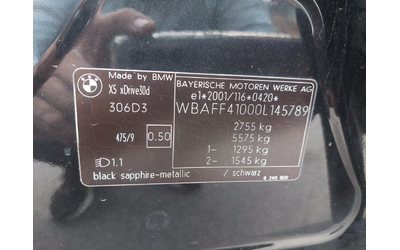 BMW
Made by BMW
X5 xDrive30d
306D3
475/9 0.50
1.1
black sapphire-metallic / schwarz
BAYERISCHE MOTOREN WERKE AG
e1*2001/116*0420*
WBAFF41000L145789
2755 kg
5575 kg
1- 1295 kg
2- 1545 kg